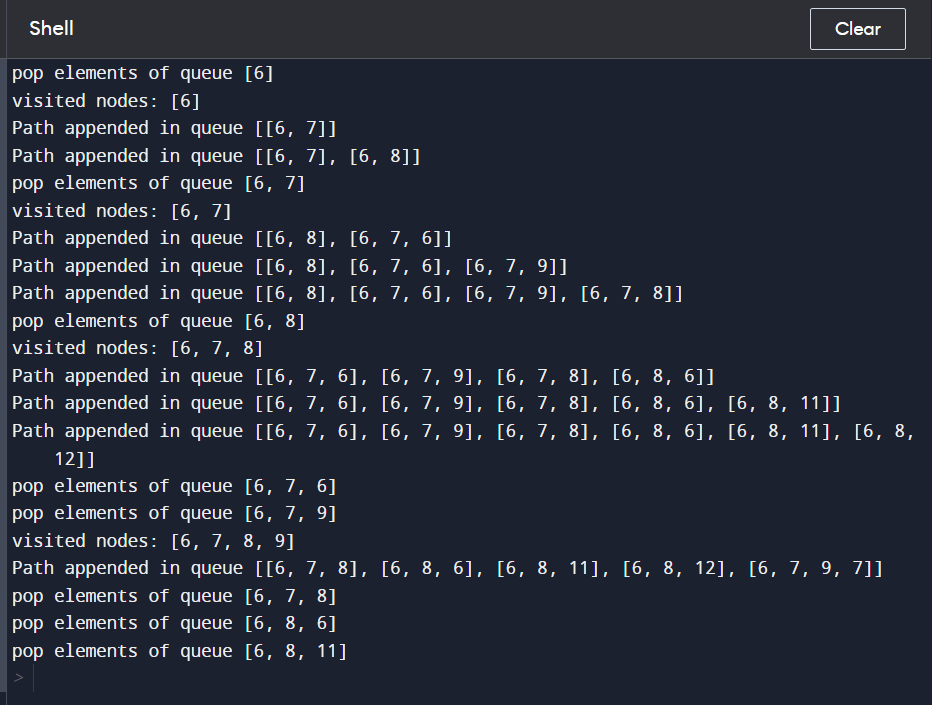 Shell
Clear
pop elements of queue [6]
visited nodes: [6]
Path appended in queue [[6, 7]]
Path appended in queue [[6, 7], [6, 8]]
pop elements of queue [6, 7]
visited nodes: [6, 7]
Path appended in queue [[6, 8], [6, 7, 6]]
Path appended in queue [[6, 8], [6, 7, 6], [6, 7, 9]]
Path appended in queue [[6, 8], [6, 7, 6], [6, 7, 9], [6, 7, 8]]
pop elements of queue [6, 8]
visited nodes: [6, 7, 8]
Path appended in queue [[6, 7, 6], [6, 7, 9], [6, 7, 8], [6, 8, 6]]
Path appended in queue [[6, 7, 6], [6, 7, 9], [6, 7, 8], [6, 8, 6], [6, 8, 11]]
Path appended in queue [[6, 7, 6], [6, 7, 9], [6, 7, 8], [6, 8, 6], [6, 8, 11], [6, 8,
12]]
pop elements of queue [6, 7, 6]
pop elements of queue [6, 7, 9]
visited nodes: [6, 7, 8, 9]
Path appended in queue [[6, 7, 8], [6, 8, 6], [6, 8, 11], [6, 8, 12], [6, 7, 9, 7]]
pop elements of queue [6, 7, 8]
pop elements of queue [6, 8, 6]
pop elements of queue [6, 8, 11]
>